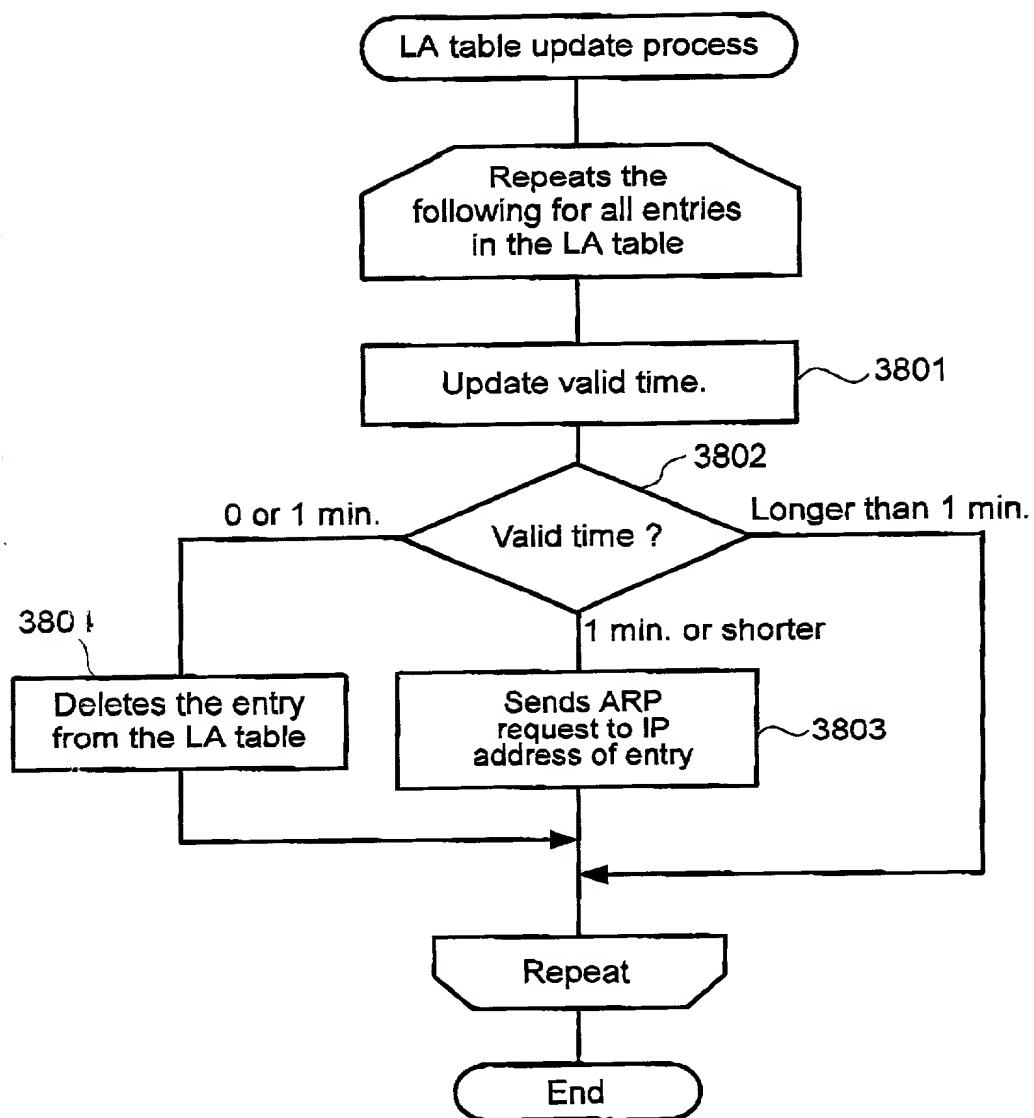 LA table update process
Repeats the
following for all entries
in the LA table
Update valid time.
3801
3802
0 or 1 min.
Valid time ?
Longer than 1 min.
1 min. or shorter
Deletes the entry
from the LA table
Sends ARP
request to IP
address of entry
3803
Repeat
End